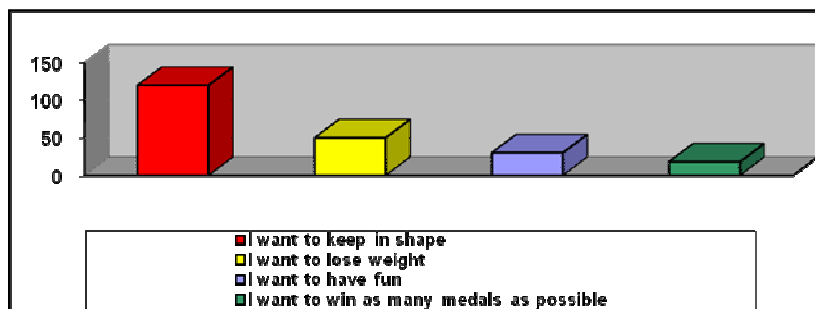 150
100
50
0
I want to keep in shape
I want to lose weight
I want to have fun
I want to win as many medals as possible